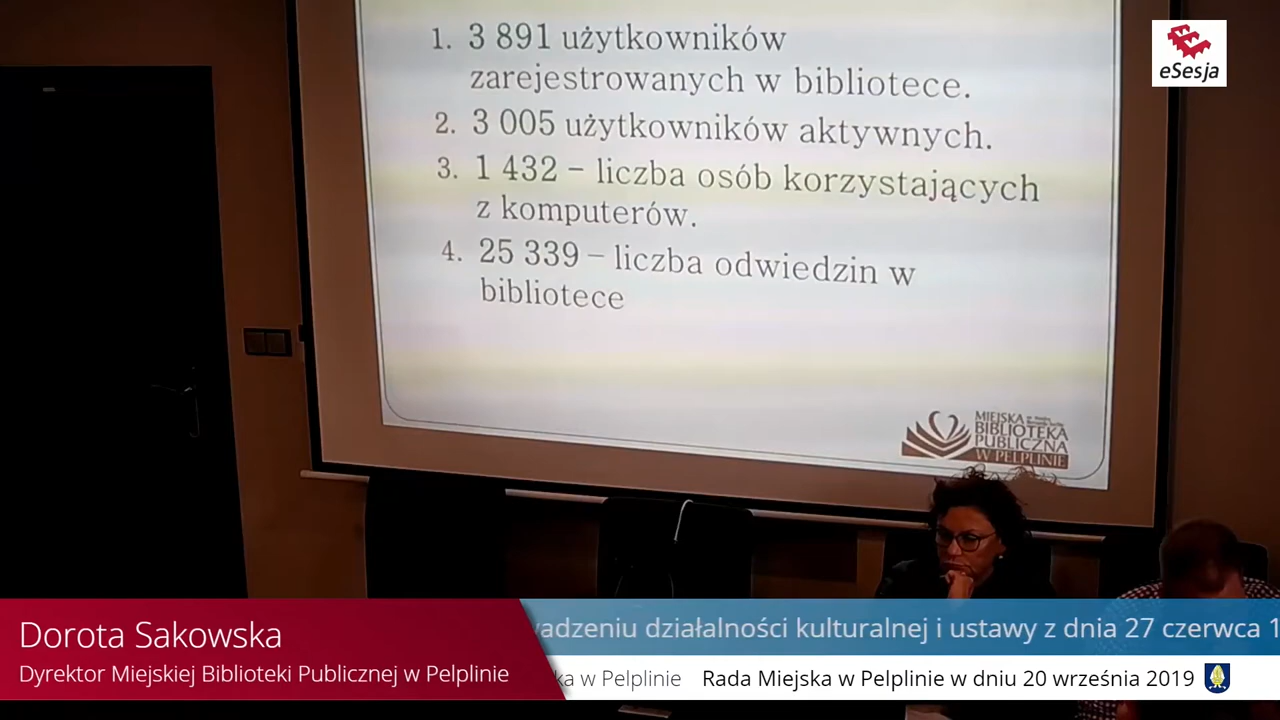 1. 3 891 użytkowników
zarejestrowanych w bibliotece.
2. 3 005 użytkowników aktywnych.
3. 1 432 – liczba osób korzystających
z komputerów.
4. 25 339 – liczba odwiedzin w
bibliotece
eSesja
MIEJSKA
BIBLIOTEKA
PUBLICZNA
W PELPLINIE
Dorota Sakowska
Dyrektor Miejskiej Biblioteki Publicznej w Pelplinie
działalności kulturalnej i ustawy z dnia 27 czerwca 1
w Pelplinie Rada Miejska w Pelplinie w dniu 20 września 2019